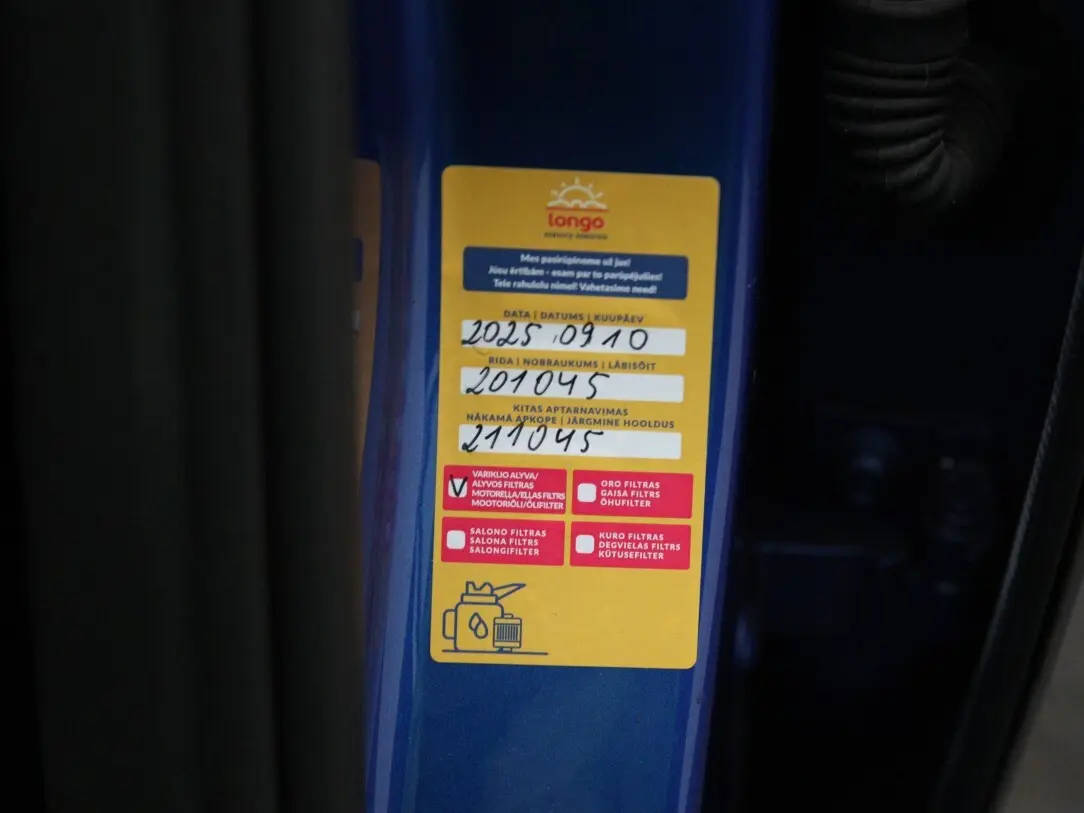 longo
Mes pasirūpinome už jus!
Jūsu ērtībām - esam par to parūpējušies!
Teie rahulolu nimel! Vahetasime need!
DATA | DATUMS | KUUPÄEV
2025.09 10
RIDA | NOBRAUKUMS | LÄBISÕIT
201045
KITAS APTARNAVIMAS
NĀKAMĀ APKOPE | JÄRGMINE HOOLDUS
211045
V
VARIKLIO ALYVA/
ALYVOS FILTRAS
MOTOREĻĻA/EĻĻAS FILTRS
MOOTORIÕLI/ÕLIFILTER
ORO FILTRAS
GAISA FILTRS
ÕHUFILTER
SALONO FILTRAS
SALONA FILTRS
SALONGIFILTER
KURO FILTRAS
DEGVIELAS FILTRS
KÜTUSEFILTER